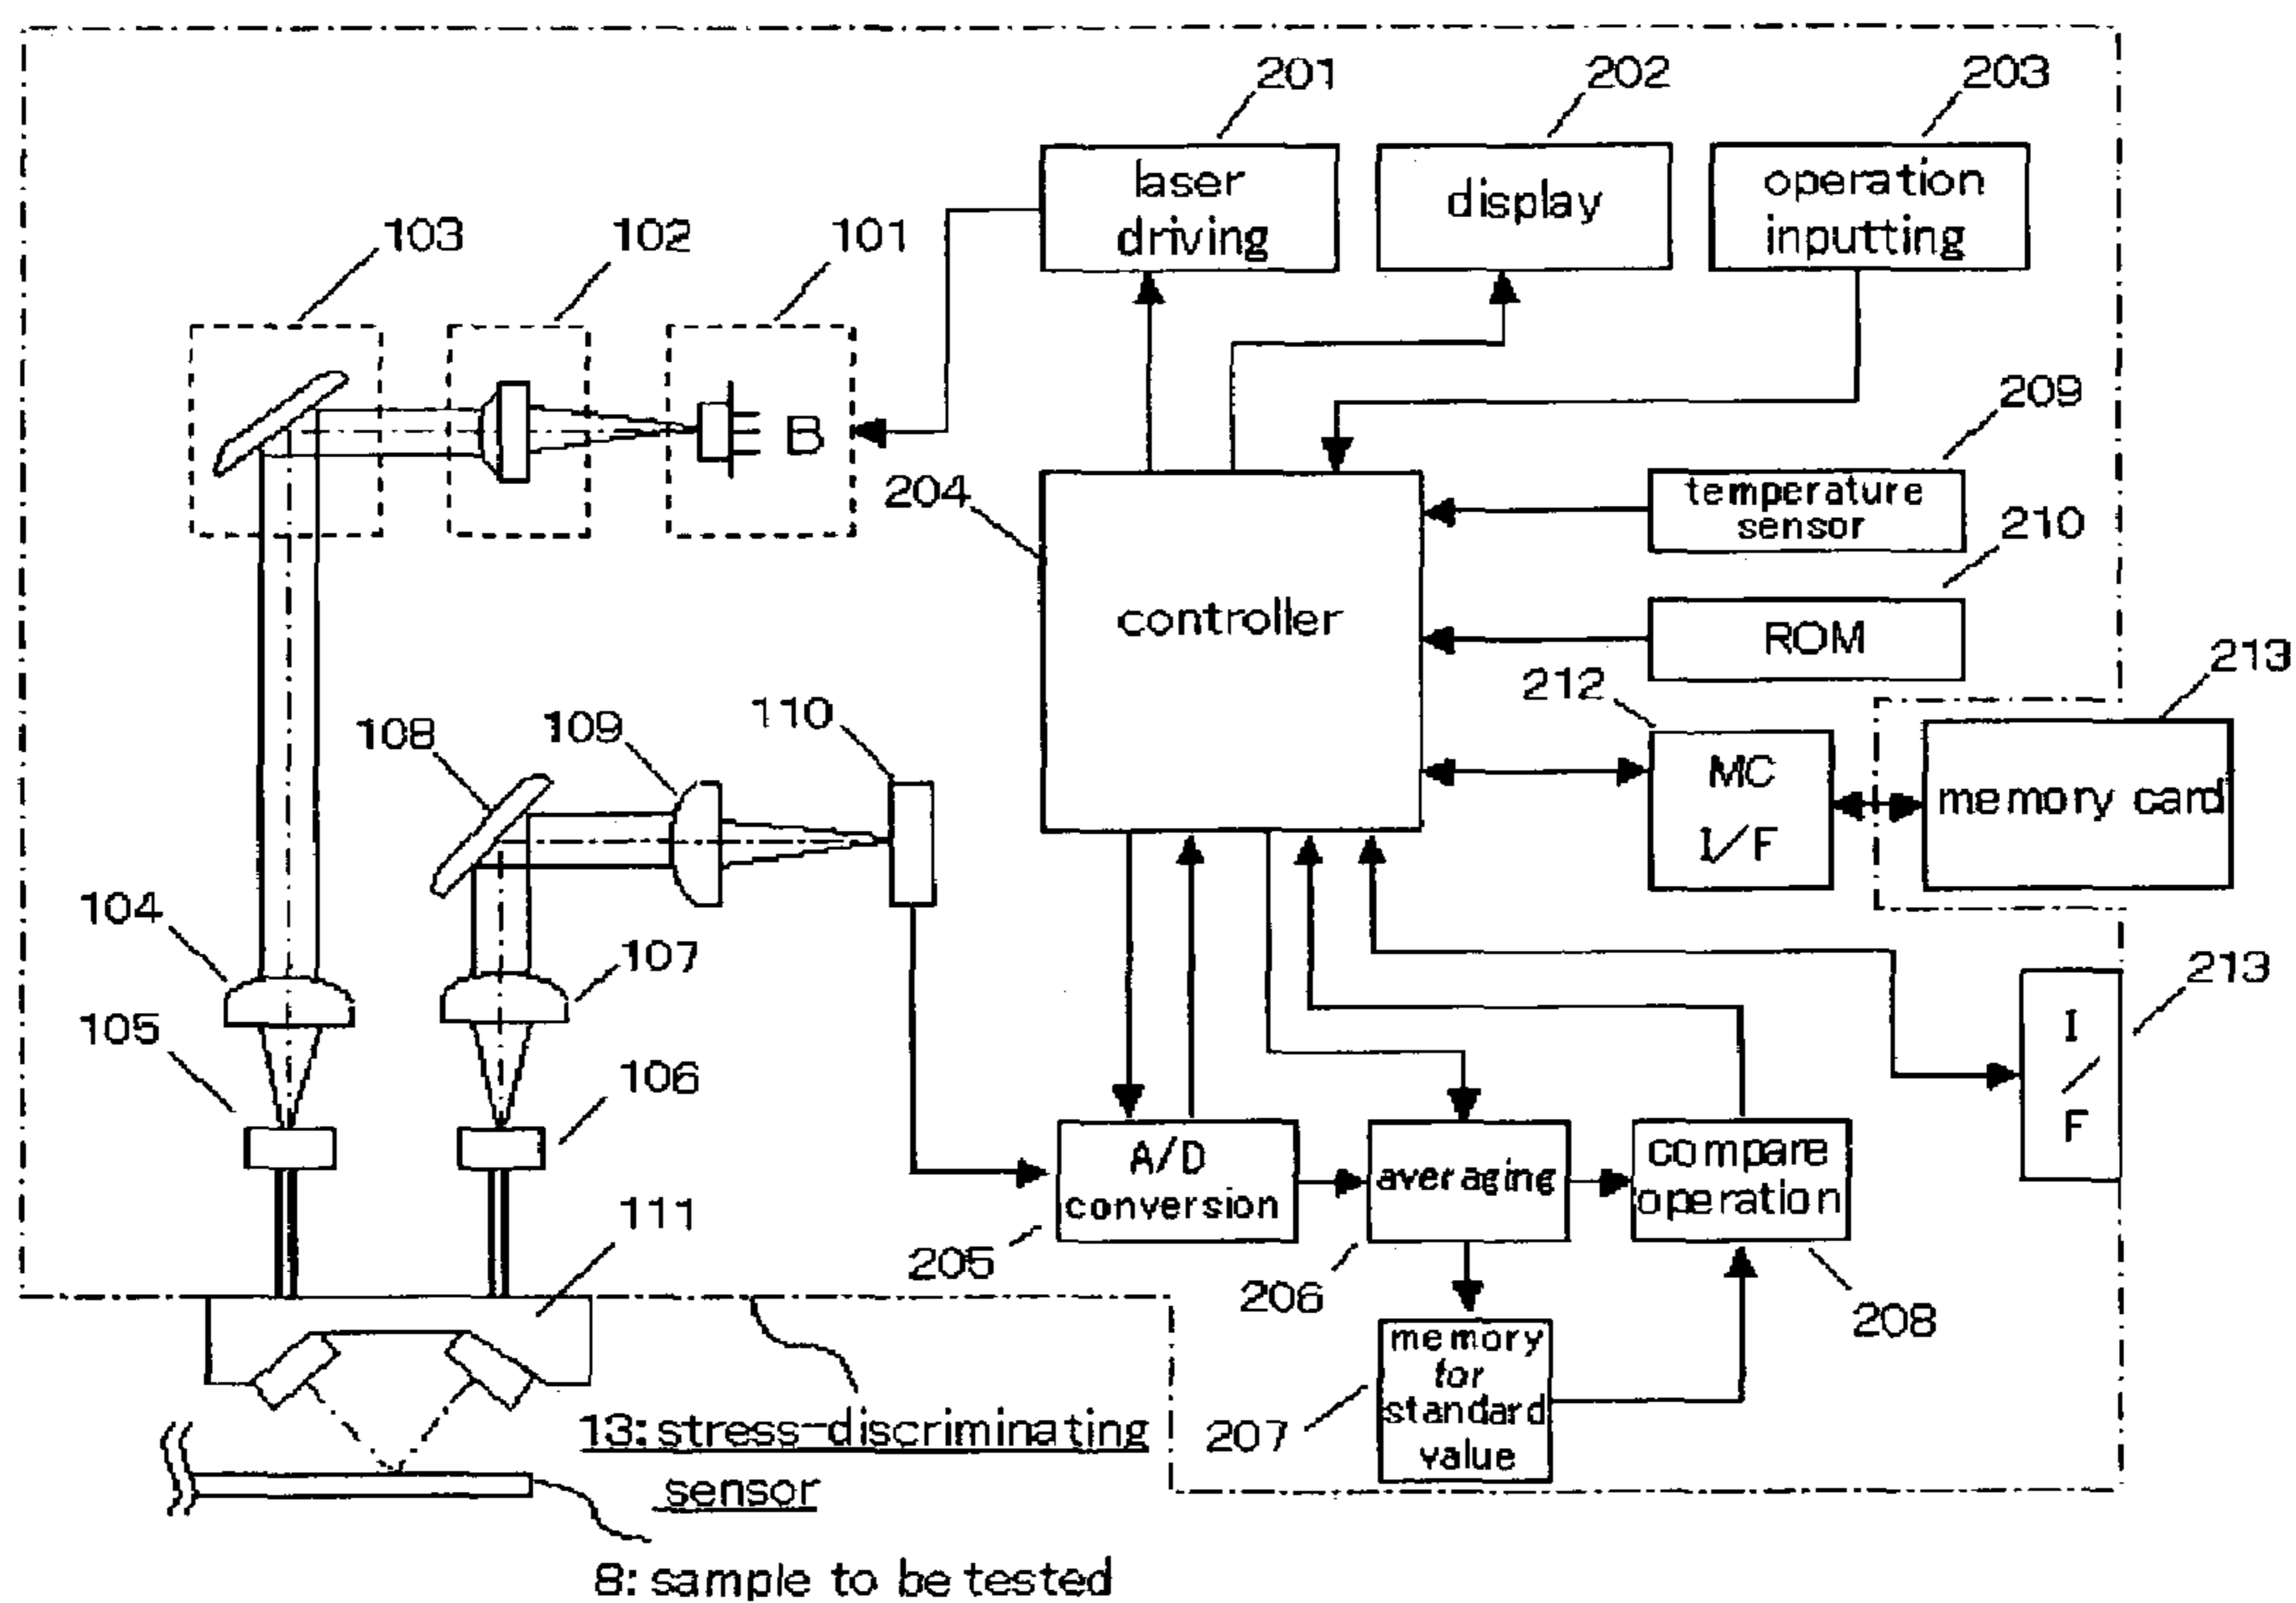 201
202
203
laser
driving
display
operation
inputting
103
102
101
B
209
204
temperature
sensor
210
controller
ROM
213
212
110
109
108
MC
I/F
memory card
104
107
213
105
I
/
F
106
A/D
conversion
averaging
compare
operation
111
205
206
208
memory
for
standard
value
207
13: stress-discriminating
sensor
8: sample to be tested